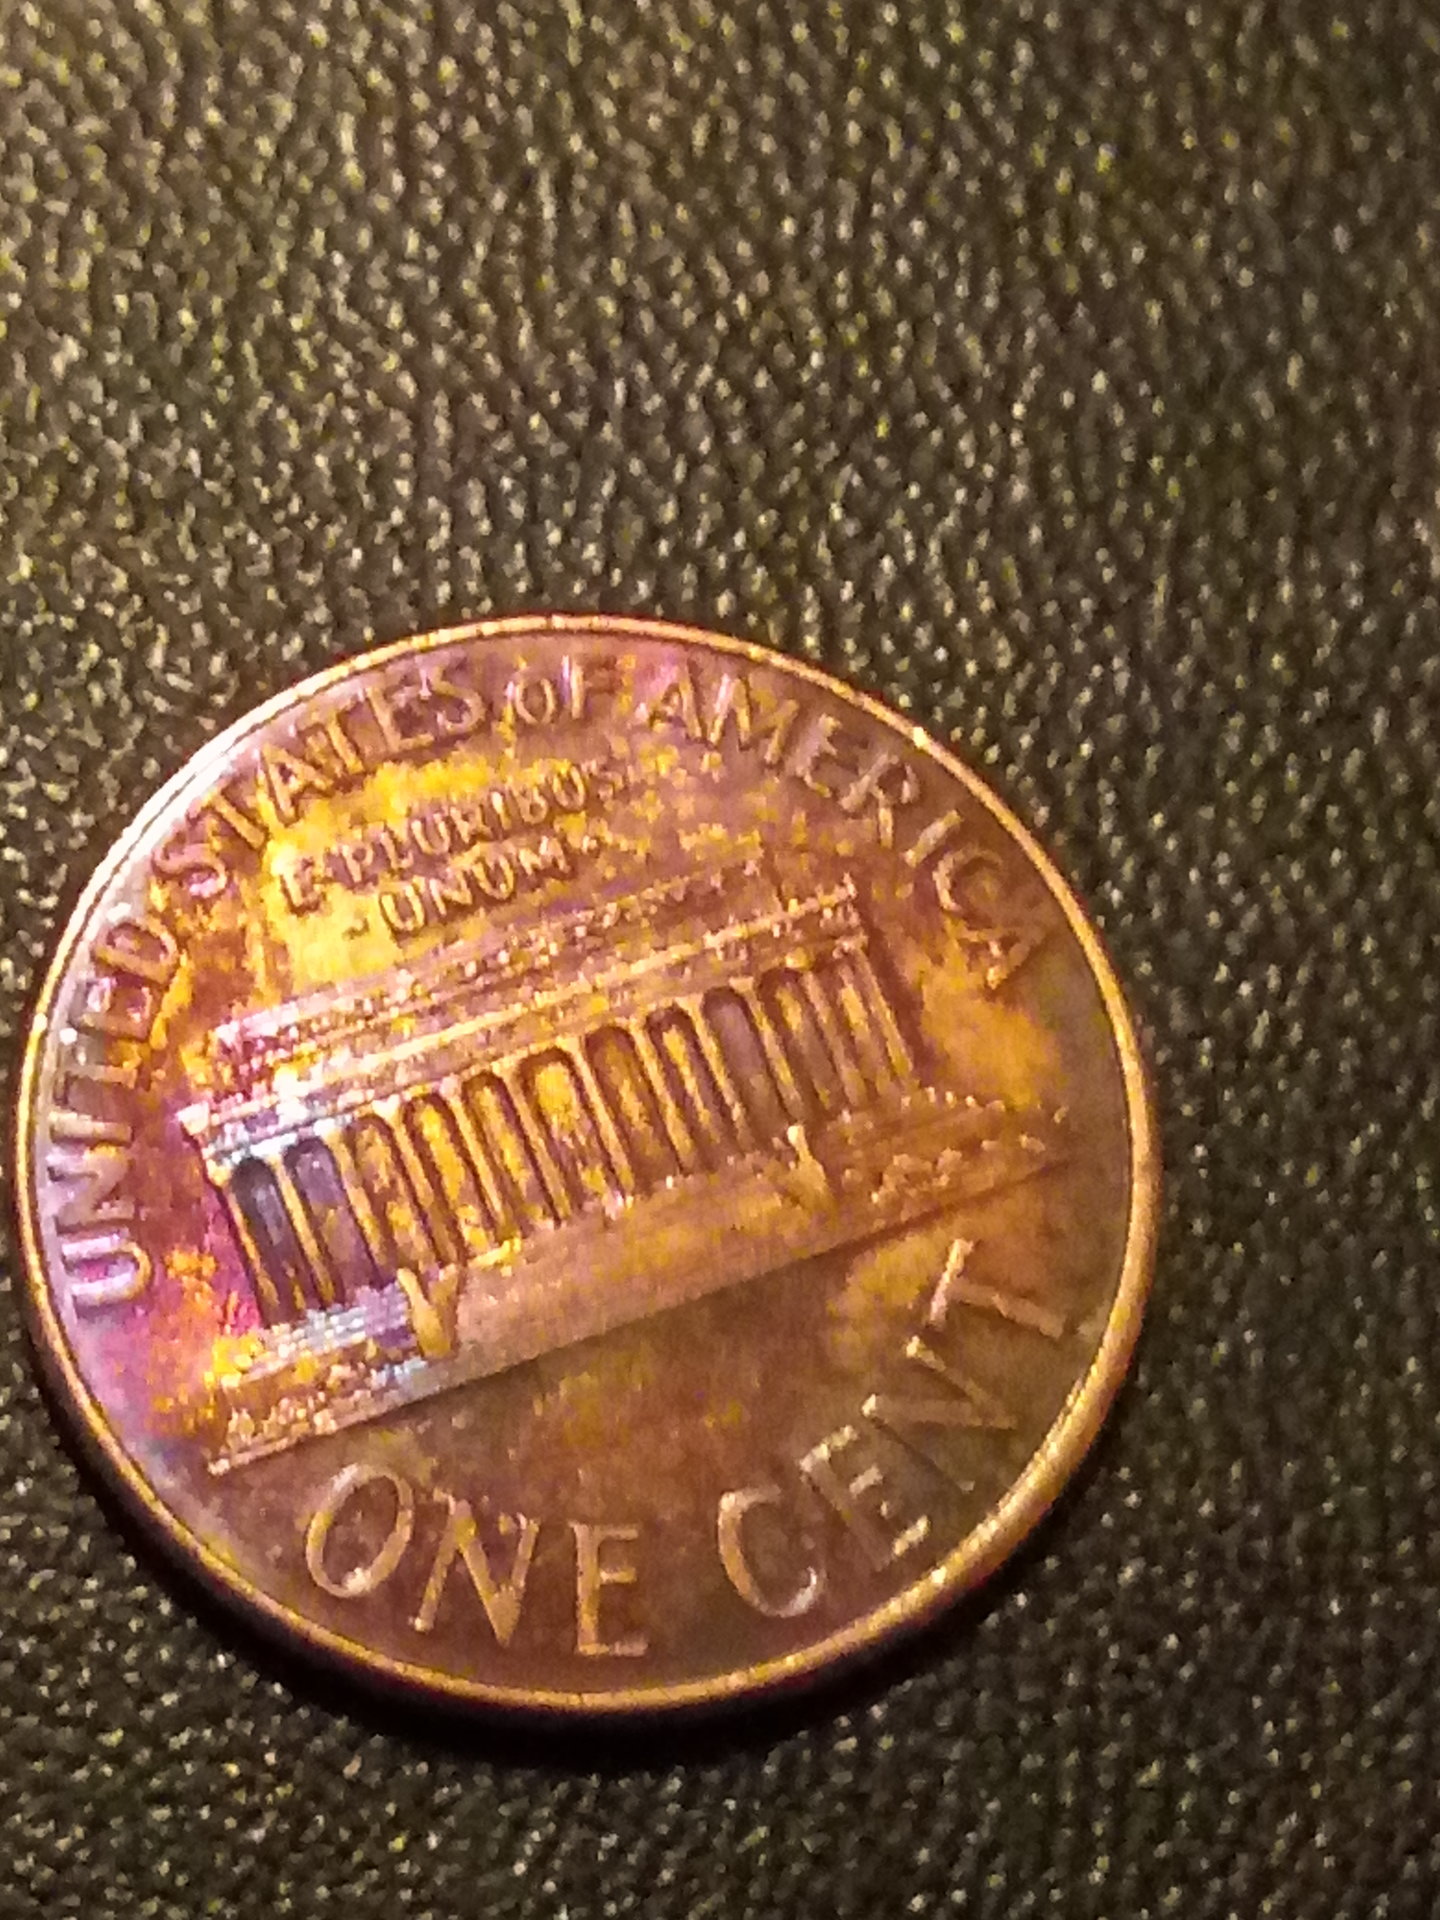 UNITED STATES OF AMERICA
E·PLURIBUS
·UNUM·
ONE CENT